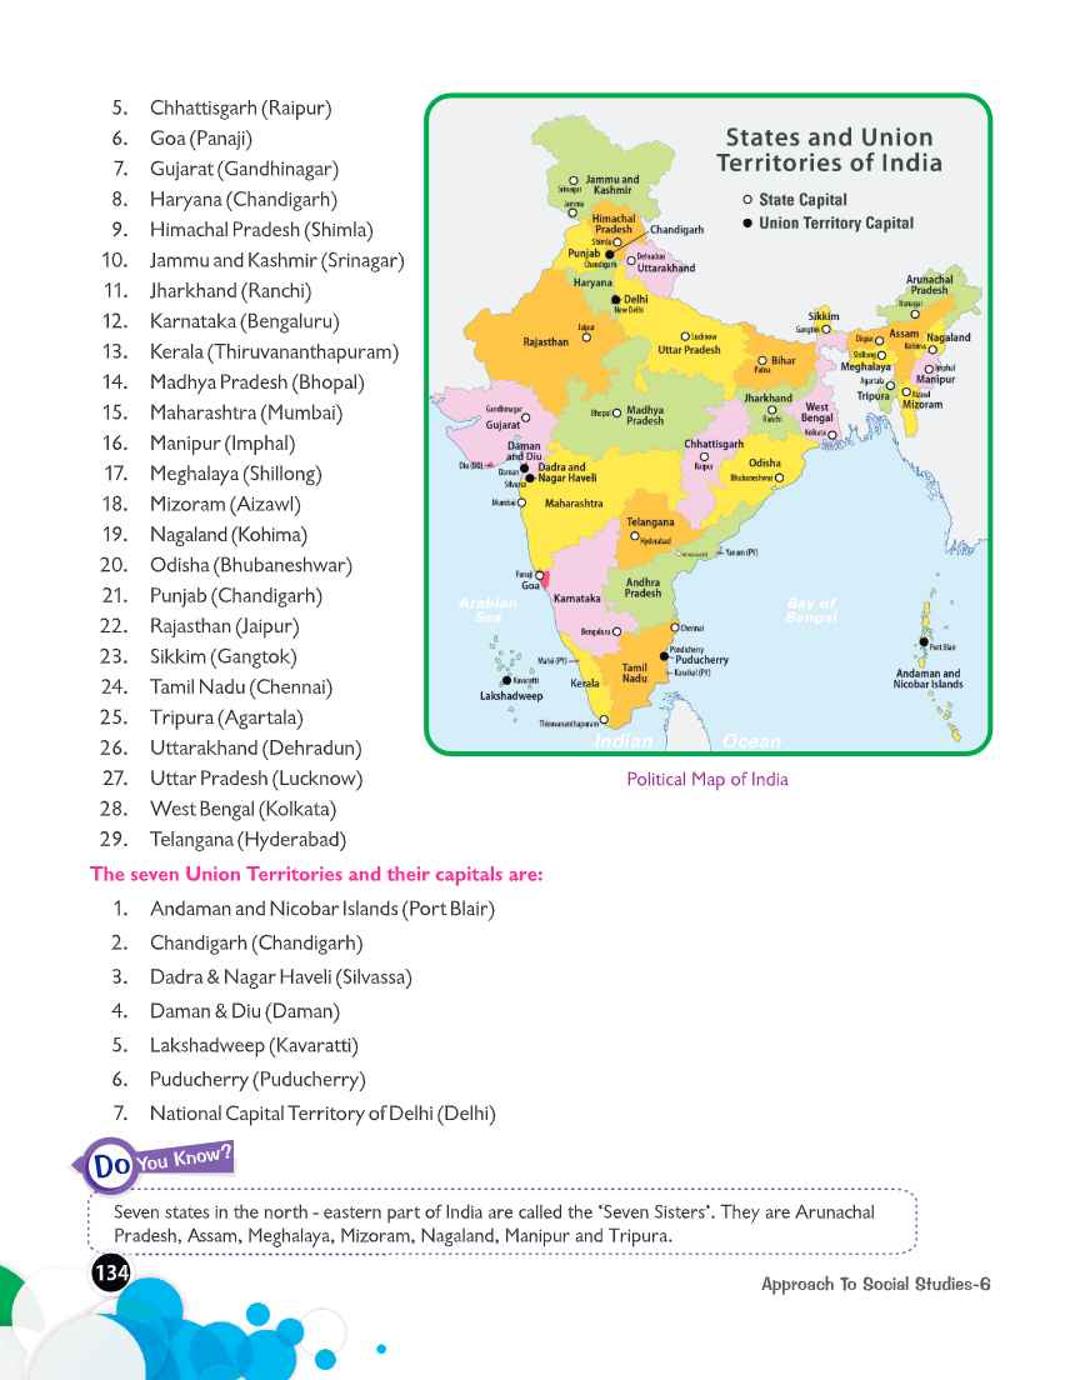 5. Chhattisgarh (Raipur)
6. Goa (Panaji)
7. Gujarat (Gandhinagar)
8. Haryana (Chandigarh)
9. Himachal Pradesh (Shimla)
10. Jammu and Kashmir (Srinagar)
11. Jharkhand (Ranchi)
12. Karnataka (Bengaluru)
13. Kerala (Thiruvananthapuram)
14. Madhya Pradesh (Bhopal)
15. Maharashtra (Mumbai)
16. Manipur (Imphal)
17. Meghalaya (Shillong)
18. Mizoram (Aizawl)
19. Nagaland (Kohima)
20. Odisha (Bhubaneshwar)
21. Punjab (Chandigarh)
22. Rajasthan (Jaipur)
23. Sikkim (Gangtok)
24. Tamil Nadu (Chennai)
25. Tripura (Agartala)
26. Uttarakhand (Dehradun)
27. Uttar Pradesh (Lucknow)
28. West Bengal (Kolkata)
29. Telangana (Hyderabad)
States and Union
Territories of India
State Capital
Union Territory Capital
Jammu and
Kashmir
Srinagar
Jammu
Himachal
Pradesh
Shimla
Chandigarh
Punjab
Chandigarh
Dehradun
Uttarakhand
Haryana
Delhi
New Delhi
Arunachal
Pradesh
Itanagar
Sikkim
Gangtok
Jaipur
Rajasthan
Lucknow
Uttar Pradesh
Dispur
Assam
Nagaland
Kohima
Shillong
Meghalaya
Bihar
Patna
Imphal
Manipur
Agartala
Tripura
Aizawl
Mizoram
Jharkhand
Ranchi
West
Bengal
Kolkata
Gandhinagar
Gujarat
Bhopal
Madhya
Pradesh
Chhattisgarh
Raipur
Daman
and Diu
Diu (DD)
Daman
Dadra and
Nagar Haveli
Silvassa
Odisha
Bhubaneshwar
Mumbai
Maharashtra
Telangana
Hyderabad
Yanam (PY)
Panaji
Goa
Andhra
Pradesh
Karnataka
Arabian
Sea
Bay of
Bengal
Bengaluru
Chennai
Port Blair
Mahé (PY)
Pondicherry
Puducherry
Karaikal (PY)
Tamil
Nadu
Kerala
Kavaratti
Lakshadweep
Andaman and
Nicobar Islands
Thiruvananthapuram
Indian Ocean
Political Map of India
The seven Union Territories and their capitals are:
1. Andaman and Nicobar Islands (Port Blair)
2. Chandigarh (Chandigarh)
3. Dadra & Nagar Haveli (Silvassa)
4. Daman & Diu (Daman)
5. Lakshadweep (Kavaratti)
6. Puducherry (Puducherry)
7. National Capital Territory of Delhi (Delhi)
Do You Know?
Seven states in the north - eastern part of India are called the 'Seven Sisters'. They are Arunachal
Pradesh, Assam, Meghalaya, Mizoram, Nagaland, Manipur and Tripura.
134
Approach To Social Studies-6